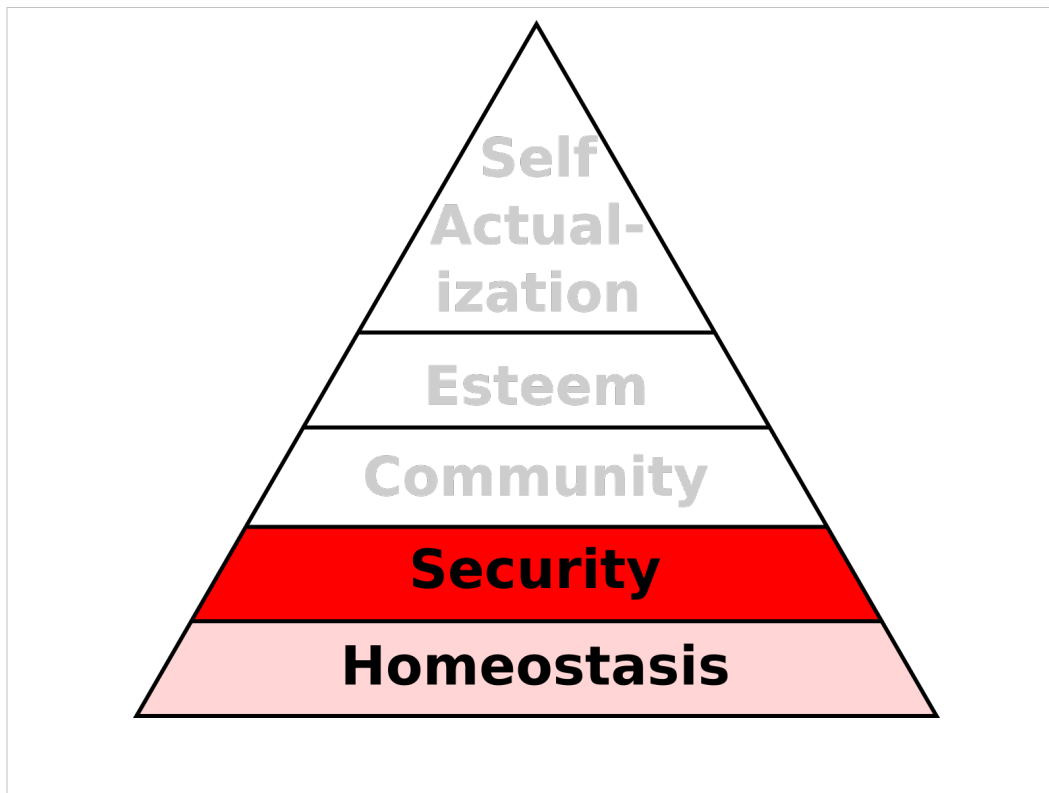 Self
Actual-
ization
Esteem
Community
Security
Homeostasis